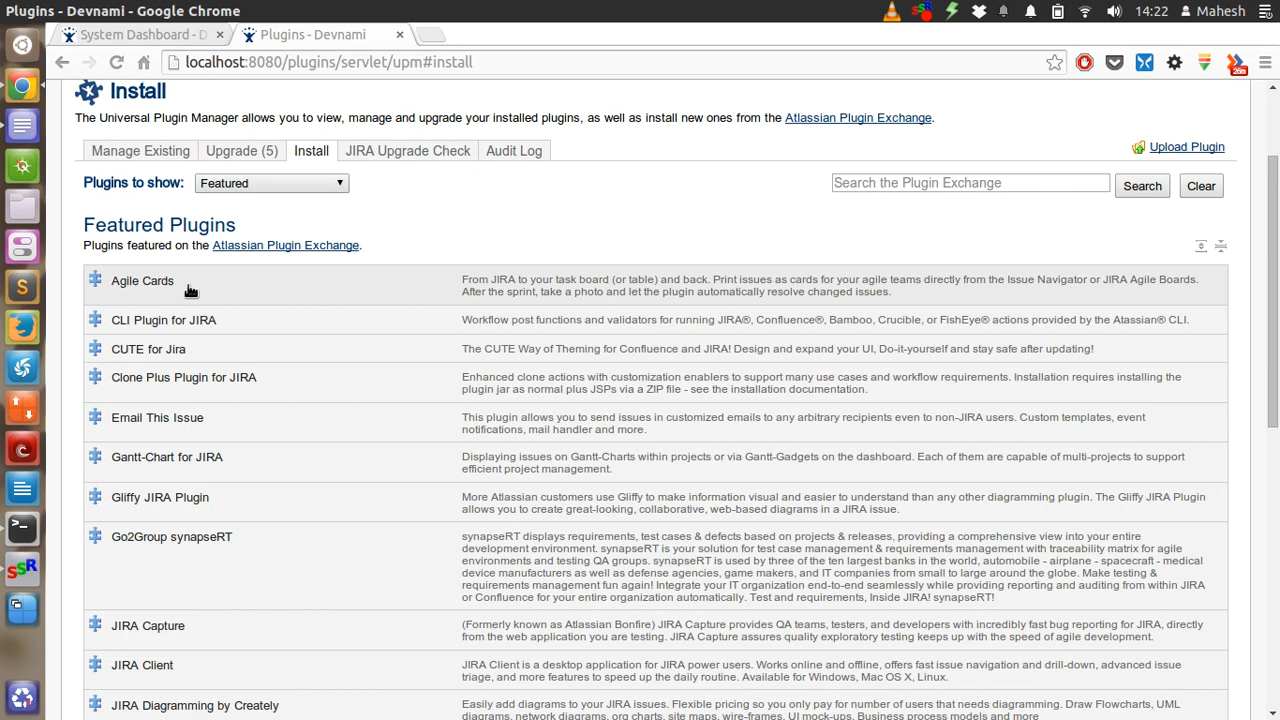 Plugins - Devnami - Google Chrome
14:22 Mahesh
System Dashboard - D
Plugins - Devnami
localhost:8080/plugins/servlet/upm#install
26m
Install
The Universal Plugin Manager allows you to view, manage and upgrade your installed plugins, as well as install new ones from the Atlassian Plugin Exchange.
Manage Existing Upgrade (5) Install JIRA Upgrade Check Audit Log
Upload Plugin
Plugins to show: Featured
Search the Plugin Exchange Search Clear
Featured Plugins
Plugins featured on the Atlassian Plugin Exchange.
Agile Cards
From JIRA to your task board (or table) and back. Print issues as cards for your agile teams directly from the Issue Navigator or JIRA Agile Boards.
After the sprint, take a photo and let the plugin automatically resolve changed issues.
CLI Plugin for JIRA
Workflow post functions and validators for running JIRA®, Confluence®, Bamboo, Crucible, or FishEye® actions provided by the Atassian® CLI.
CUTE for Jira
The CUTE Way of Theming for Confluence and JIRA! Design and expand your UI, Do-it-yourself and stay safe after updating!
Clone Plus Plugin for JIRA
Enhanced clone actions with customization enablers to support many use cases and workflow requirements. Installation requires installing the
plugin jar as normal plus JSPs via a ZIP file - see the installation documentation.
Email This Issue
This plugin allows you to send issues in customized emails to any arbitrary recipients even to non-JIRA users. Custom templates, event
notifications, mail handler and more.
Gantt-Chart for JIRA
Displaying issues on Gantt-Charts within projects or via Gantt-Gadgets on the dashboard. Each of them are capable of multi-projects to support
efficient project management.
Gliffy JIRA Plugin
More Atlassian customers use Gliffy to make information visual and easier to understand than any other diagramming plugin. The Gliffy JIRA Plugin
allows you to create great-looking, collaborative, web-based diagrams in a JIRA issue.
Go2Group synapseRT
synapseRT displays requirements, test cases & defects based on projects & releases, providing a comprehensive view into your entire
development environment. synapseRT is your solution for test case management & requirements management with traceability matrix for agile
environments and testing QA groups. synapseRT is used by three of the ten largest banks in the world, automobile - airplane - spacecraft - medical
device manufacturers as well as defense agencies, game makers, and IT companies from small to large around the globe. Make testing &
requirements management fun again! Integrate your IT organization end-to-end seamlessly while providing reporting and auditing from within JIRA
or Confluence for your entire organization automatically. Test and requirements, Inside JIRA! synapseRT!
JIRA Capture
(Formerly known as Atlassian Bonfire) JIRA Capture provides QA teams, testers, and developers with incredibly fast bug reporting for JIRA, directly
from the web application you are testing. JIRA Capture assures quality exploratory testing keeps up with the speed of agile development.
JIRA Client
JIRA Client is a desktop application for JIRA power users. Works online and offline, offers fast issue navigation and drill-down, advanced issue
triage, and more features to speed up the daily routine. Available for Windows, Mac OS X, Linux.
JIRA Diagramming by Creately
Easily add diagrams to your JIRA issues. Flexible pricing so you only pay for number of users that needs diagramming. Draw Flowcharts, UML
diagrams, network diagrams, org charts, site maps, wire-frames, UI mock-ups, Business process models and more